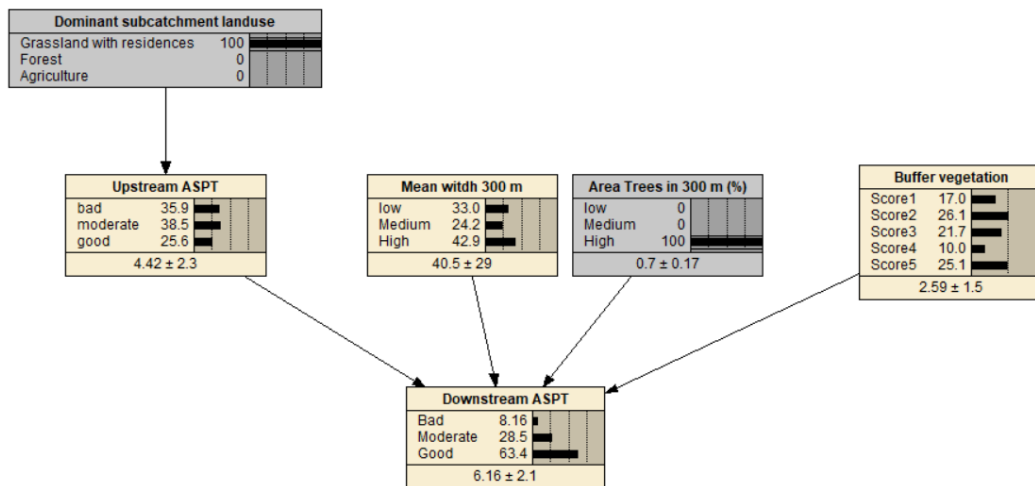 Dominant subcatchment landuse
Grassland with residences 100
Forest 0
Agriculture 0
Upstream ASPT
bad 35.9
moderate 38.5
good 25.6
4.42 ± 2.3
Mean witdh 300 m
low 33.0
Medium 24.2
High 42.9
40.5 ± 29
Area Trees in 300 m (%)
low 0
Medium 0
High 100
0.7 ± 0.17
Buffer vegetation
Score1 17.0
Score2 26.1
Score3 21.7
Score4 10.0
Score5 25.1
2.59 ± 1.5
Downstream ASPT
Bad 8.16
Moderate 28.5
Good 63.4
6.16 ± 2.1